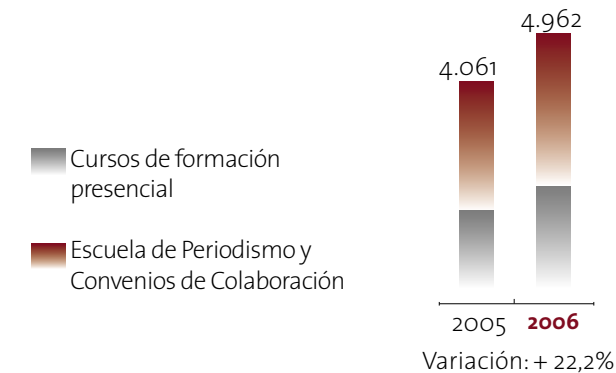 4.962
4.061
Cursos de formación
presencial
Escuela de Periodismo y
Convenios de Colaboración
2005 2006
Variación: + 22,2%